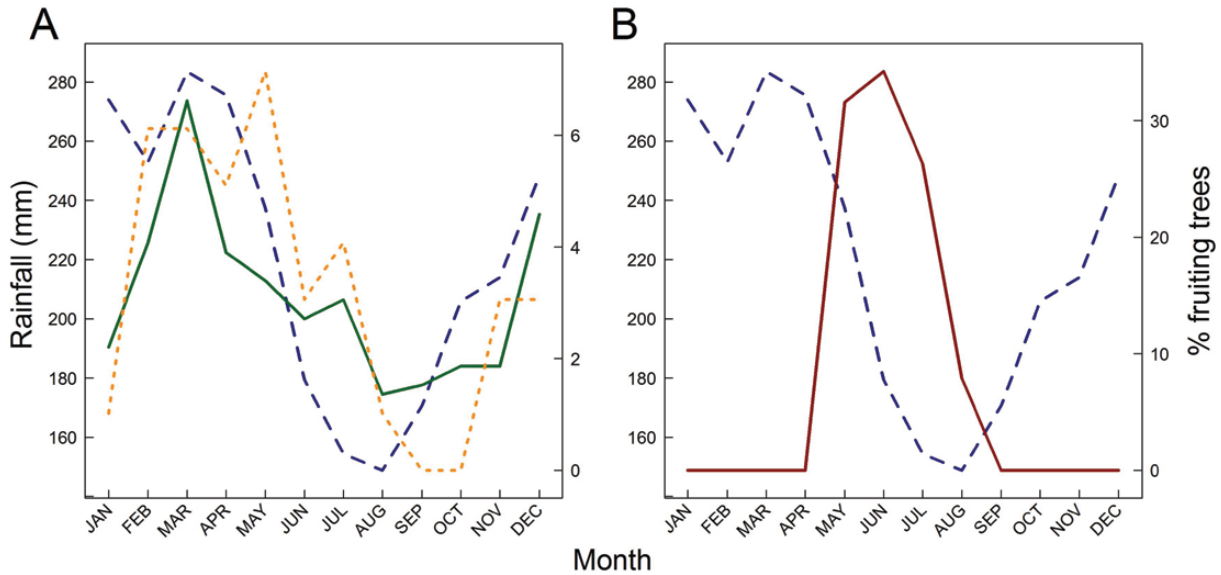 A
B
Rainfall (mm)
280
260
240
220
200
180
160
6
4
2
0
JAN
FEB
MAR
APR
MAY
JUN
JUL
AUG
SEP
OCT
NOV
DEC
280
260
240
220
200
180
160
30
20
10
0
% fruiting trees
JAN
FEB
MAR
APR
MAY
JUN
JUL
AUG
SEP
OCT
NOV
DEC
Month